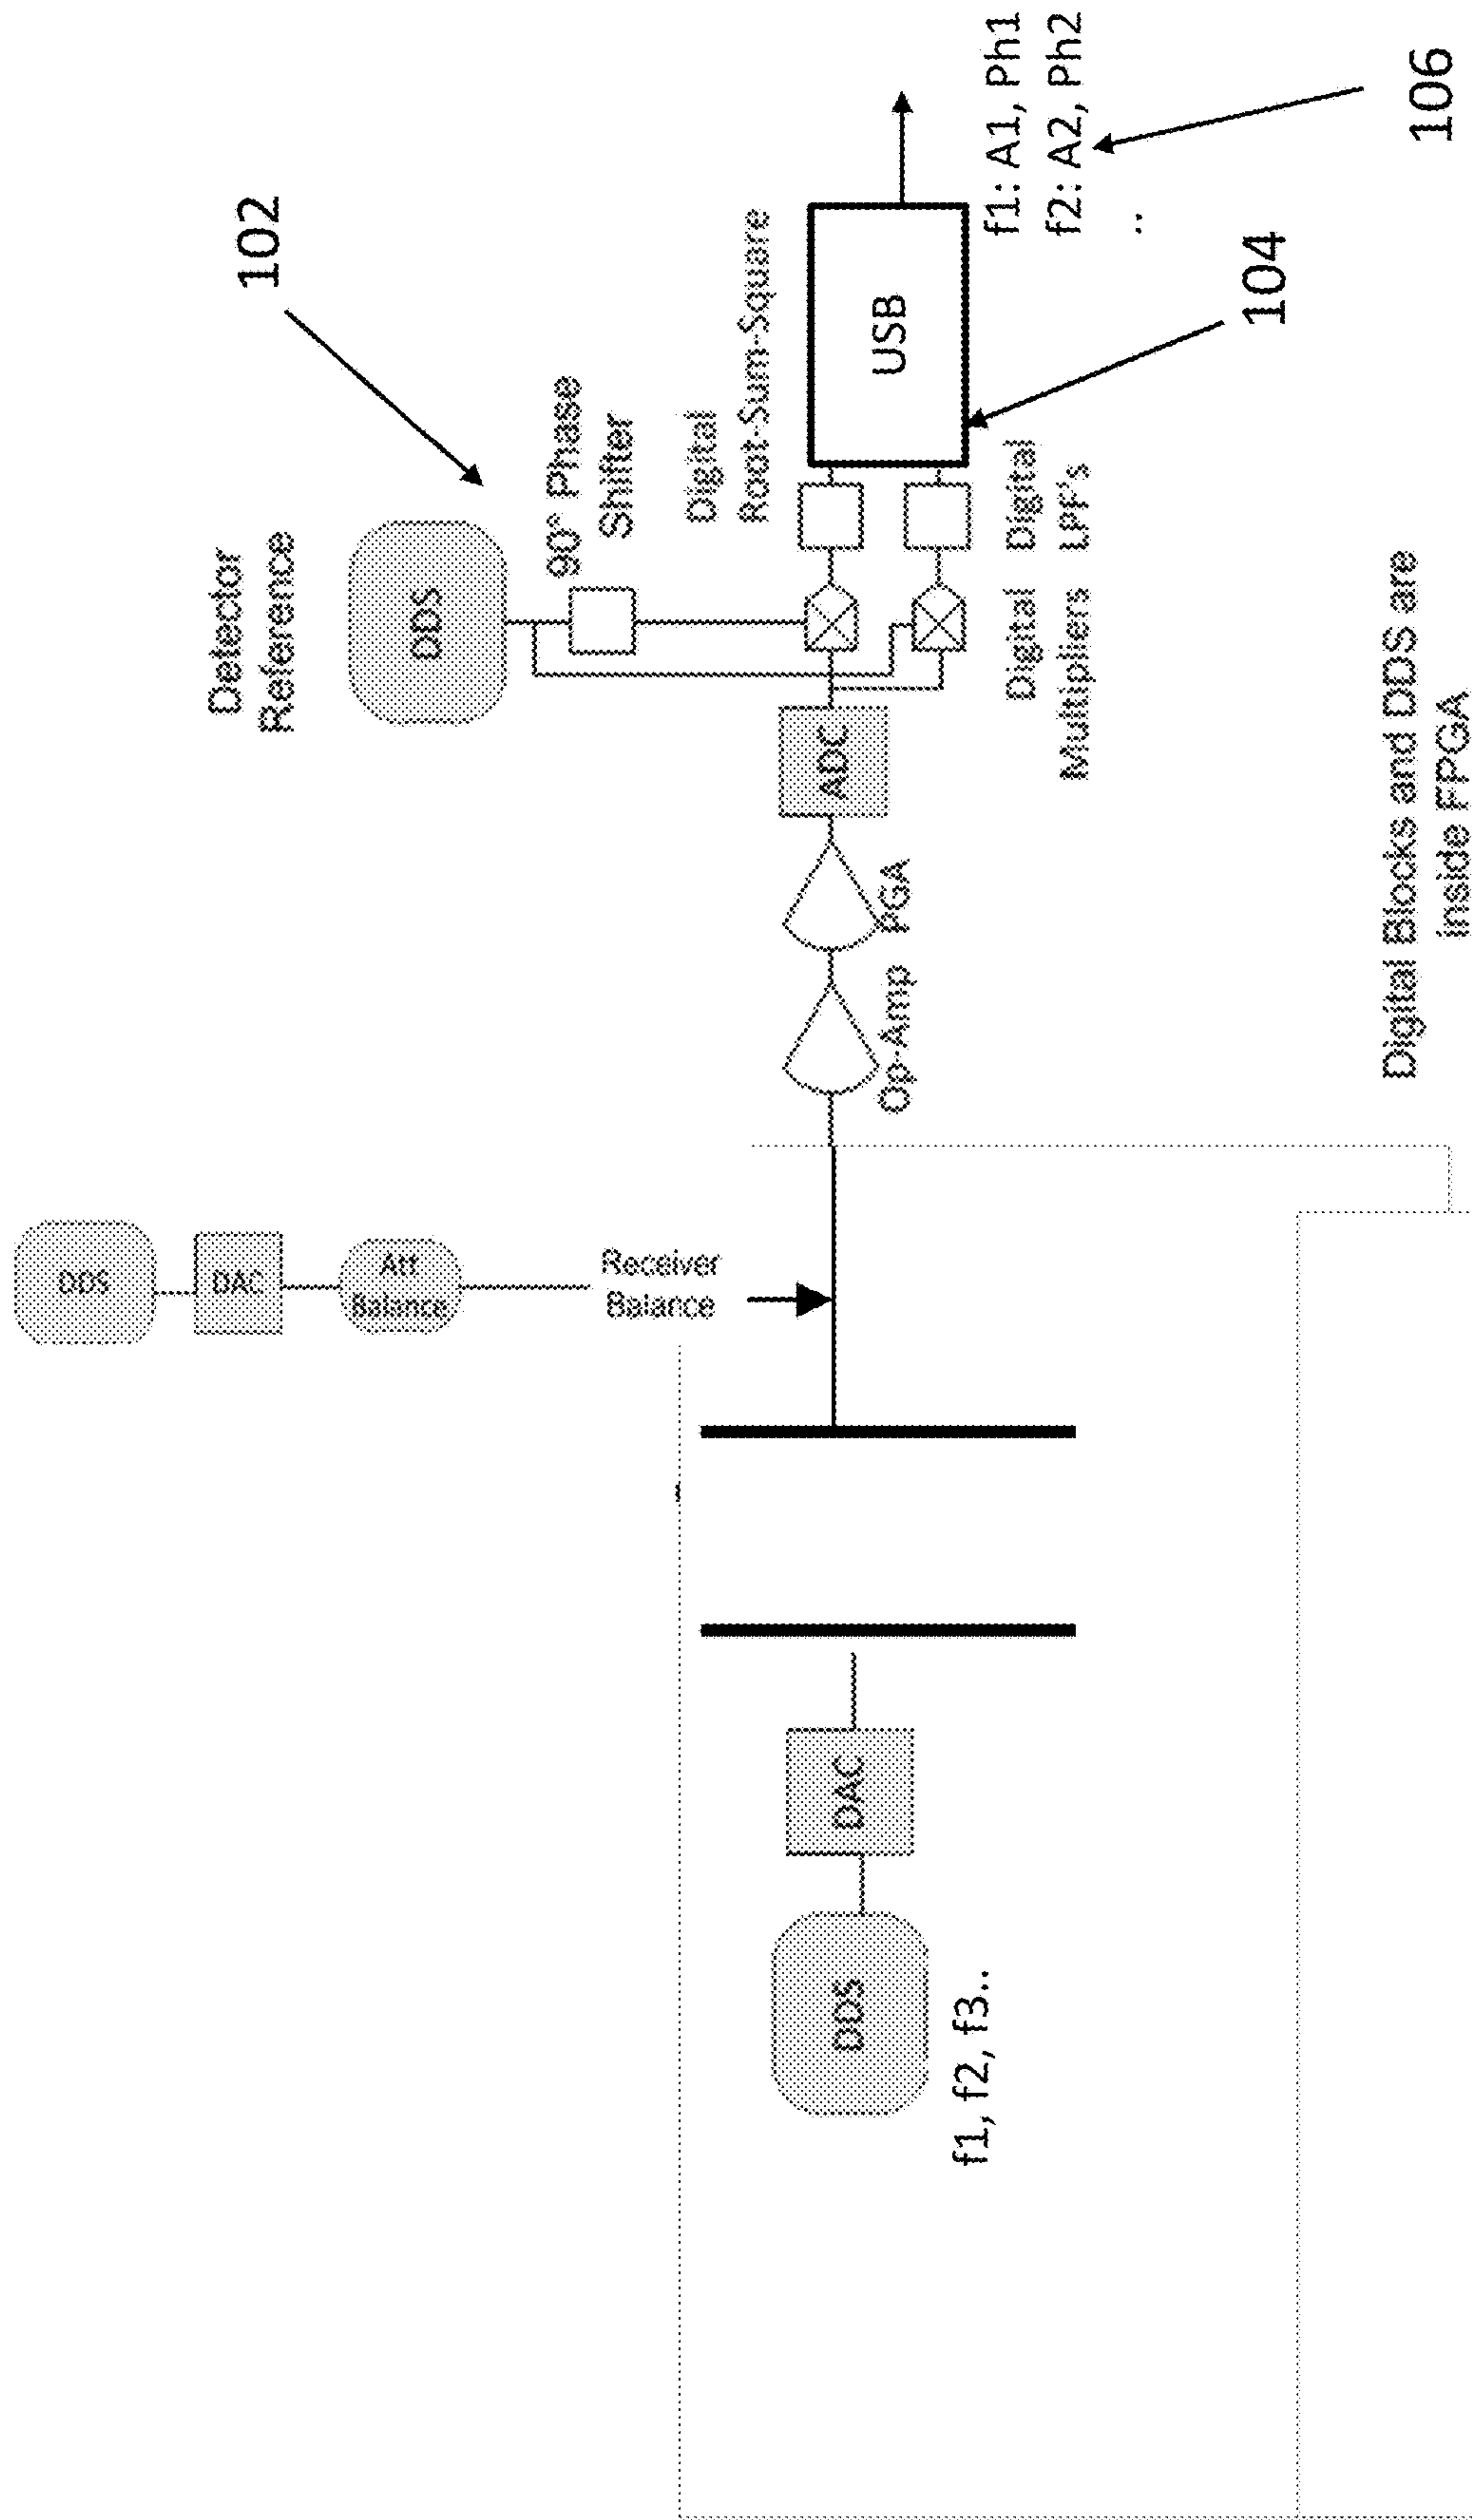 102
Detector
Reference
DDS
90° Phase
Shifter
Digital
Root-Sum-Square
USB
f1: A1, Ph1
f2: A2, Ph2
..
104
106
Digital
LPF's
Digital
Multipliers
ADC
PGA
Op-Amp
DDS
DAC
Att
Balance
Receiver
Balance
DAC
DDS
f1, f2, f3..
Digital Blocks and DDS are
inside FPGA